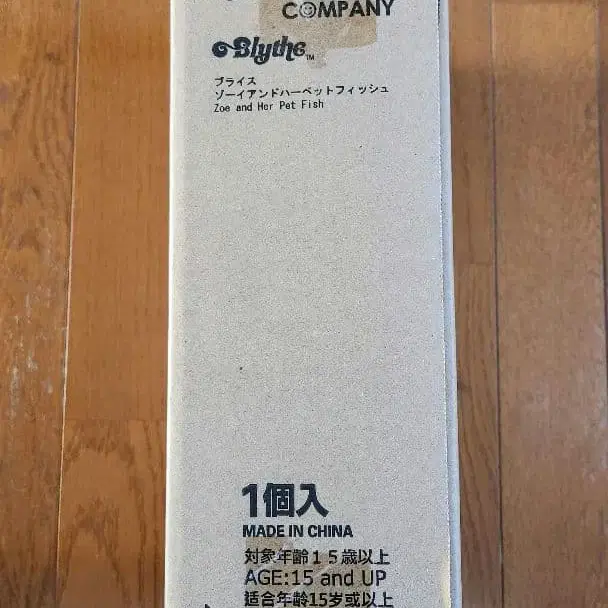 COMPANY
Blythe™
ブライス
ゾーイアンドハーペットフィッシュ
Zoe and Her Pet Fish
1個入
MADE IN CHINA
対象年齢15歳以上
AGE:15 and UP
适合年龄15岁或以上